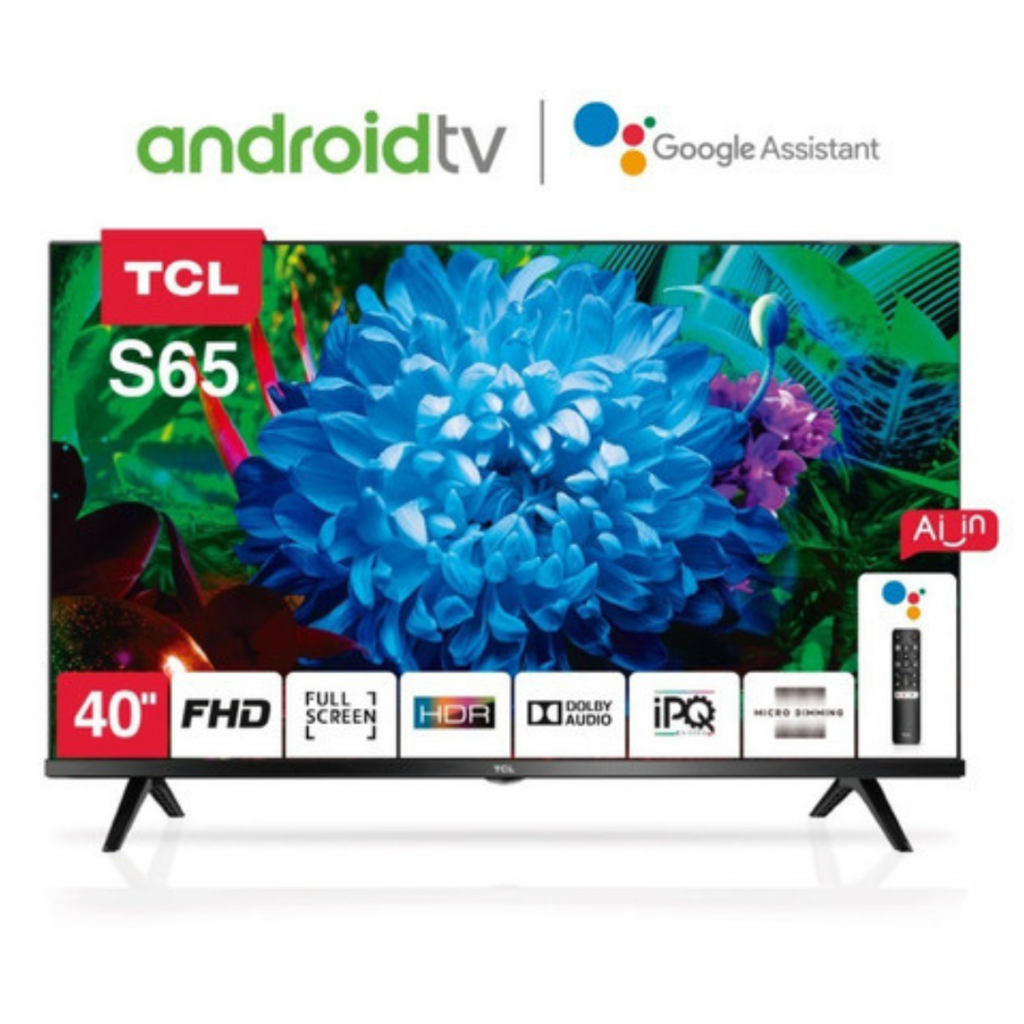 androidtv
Google Assistant
TCL
S65
Ai_in
40"
FHD
FULL
SCREEN
HDR
DOLBY
AUDIO
iPQ
MICRO DIMMING
TCL